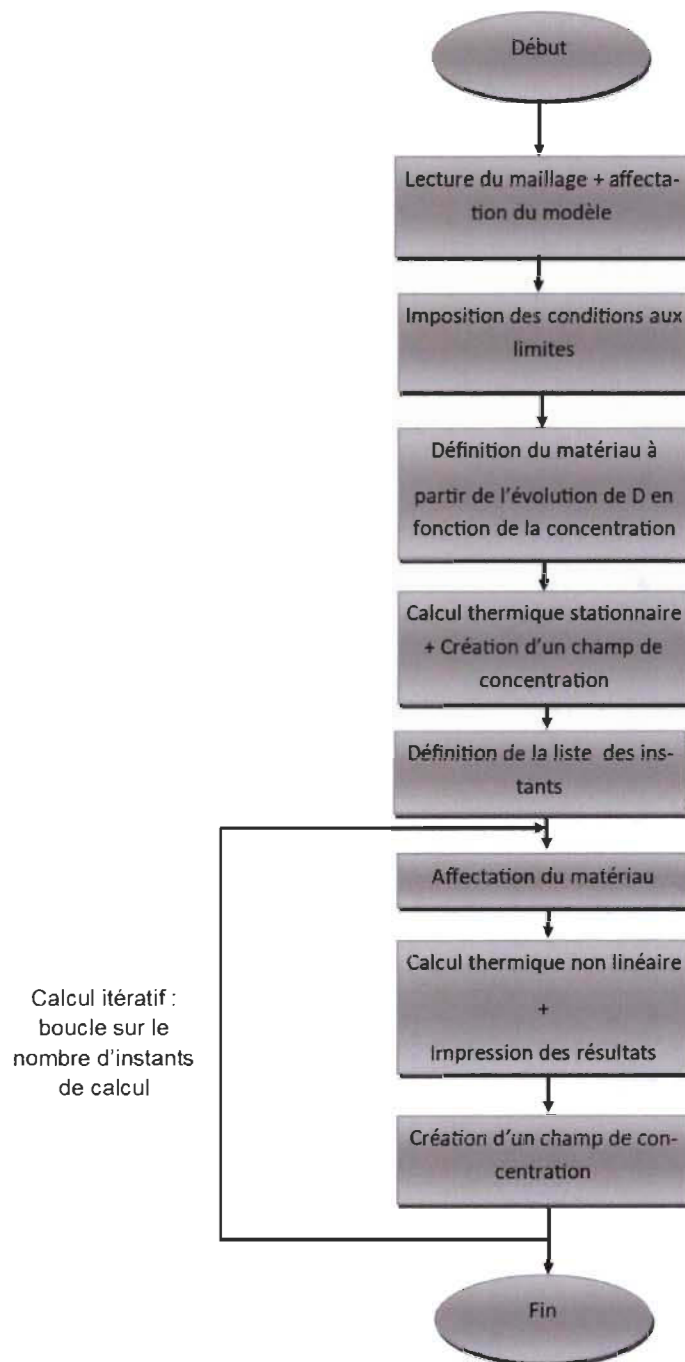 Début
Lecture du maillage + affecta-
tion du modèle
Imposition des conditions aux
limites
Définition du matériau à
partir de l'évolution de D en
fonction de la concentration
Calcul thermique stationnaire
+ Création d'un champ de
concentration
Définition de la liste des ins-
tants
Affectation du matériau
Calcul thermique non linéaire
+
Impression des résultats
Calcul itératif :
boucle sur le
nombre d'instants
de calcul
Création d'un champ de con-
centration
Fin